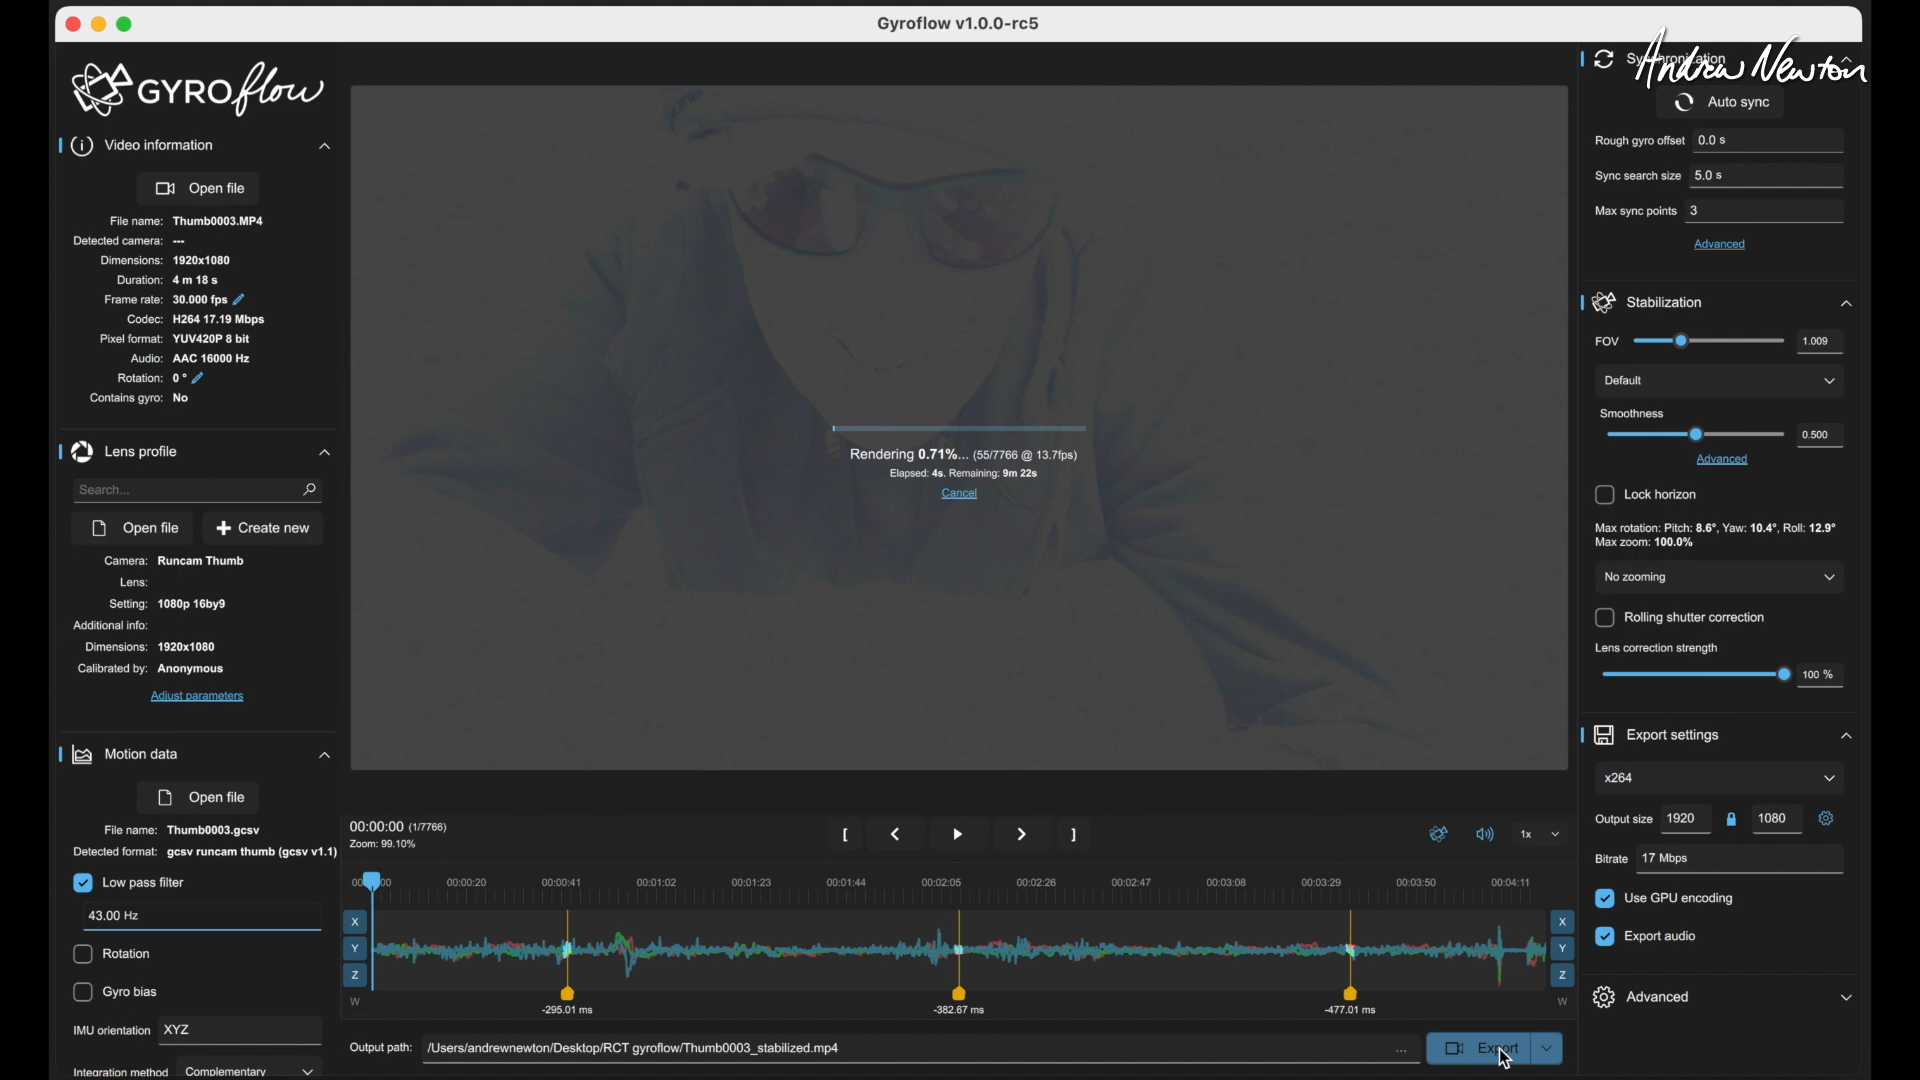 Gyroflow v1.0.0-rc5
Andrew Newton
GYROflow
Video information
Open file
File name: Thumb0003.MP4
Detected camera: ---
Dimensions: 1920x1080
Duration: 4 m 18 s
Frame rate: 30.000 fps
Codec: H264 17.19 Mbps
Pixel format: YUV420P 8 bit
Audio: AAC 16000 Hz
Rotation: 0 °
Contains gyro: No
Lens profile
Search...
Open file
Create new
Camera: Runcam Thumb
Lens:
Setting: 1080p 16by9
Additional info:
Dimensions: 1920x1080
Calibrated by: Anonymous
Adjust parameters
Motion data
Open file
File name: Thumb0003.gcsv
Detected format: gcsv runcam thumb (gcsv v1.1)
Low pass filter
43.00 Hz
Rotation
Gyro bias
IMU orientation XYZ
Integration method Complementary
Rendering 0.71%... (55/7766 @ 13.7fps)
Elapsed: 4s. Remaining: 9m 22s
Cancel
00:00:00 (1/7766)
Zoom: 99.10%
[
]
1x
00:00:20 00:00:41 00:01:02 00:01:23 00:01:44 00:02:05 00:02:26 00:02:47 00:03:08 00:03:29 00:03:50 00:04:11
X X
Y Y
Z Z
W W
-295.01 ms -382.67 ms -477.01 ms
Output path: /Users/andrewnewton/Desktop/RCT gyroflow/Thumb0003_stabilized.mp4 ...
Export
Synchronization
Auto sync
Rough gyro offset 0.0 s
Sync search size 5.0 s
Max sync points 3
Advanced
Stabilization
FOV 1.009
Default
Smoothness
0.500
Advanced
Lock horizon
Max rotation: Pitch: 8.6°, Yaw: 10.4°, Roll: 12.9°
Max zoom: 100.0%
No zooming
Rolling shutter correction
Lens correction strength
100 %
Export settings
x264
Output size 1920 1080
Bitrate 17 Mbps
Use GPU encoding
Export audio
Advanced